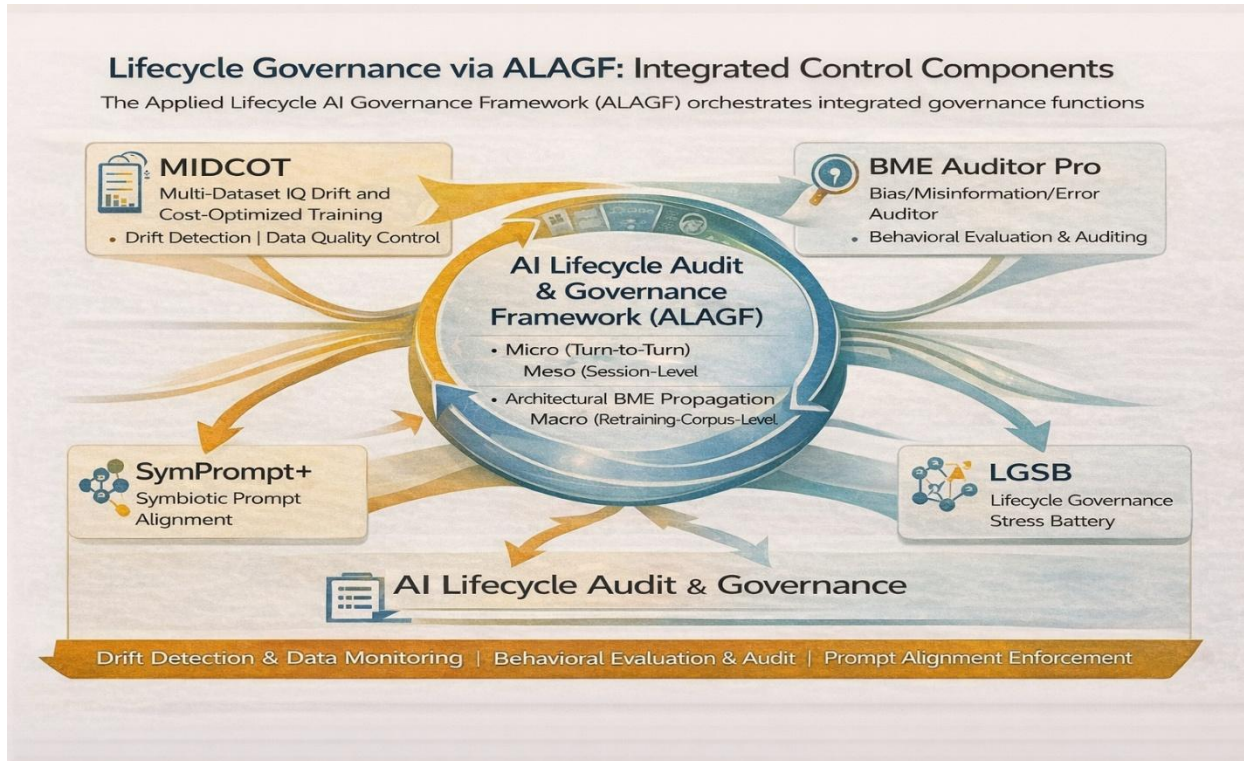 Lifecycle Governance via ALAGF: Integrated Control Components
The Applied Lifecycle AI Governance Framework (ALAGF) orchestrates integrated governance functions
MIDCOT
Multi-Dataset IQ Drift and
Cost-Optimized Training
• Drift Detection | Data Quality Control
BME Auditor Pro
Bias/Misinformation/Error
Auditor
• Behavioral Evaluation & Auditing
AI Lifecycle Audit
& Governance
Framework (ALAGF)
• Micro (Turn-to-Turn)
Meso (Session-Level
• Architectural BME Propagation
Macro (Retraining-Corpus-Level
SymPrompt+
Symbiotic Prompt
Alignment
LGSB
Lifecycle Governance
Stress Battery
AI Lifecycle Audit & Governance
Drift Detection & Data Monitoring | Behavioral Evaluation & Audit | Prompt Alignment Enforcement